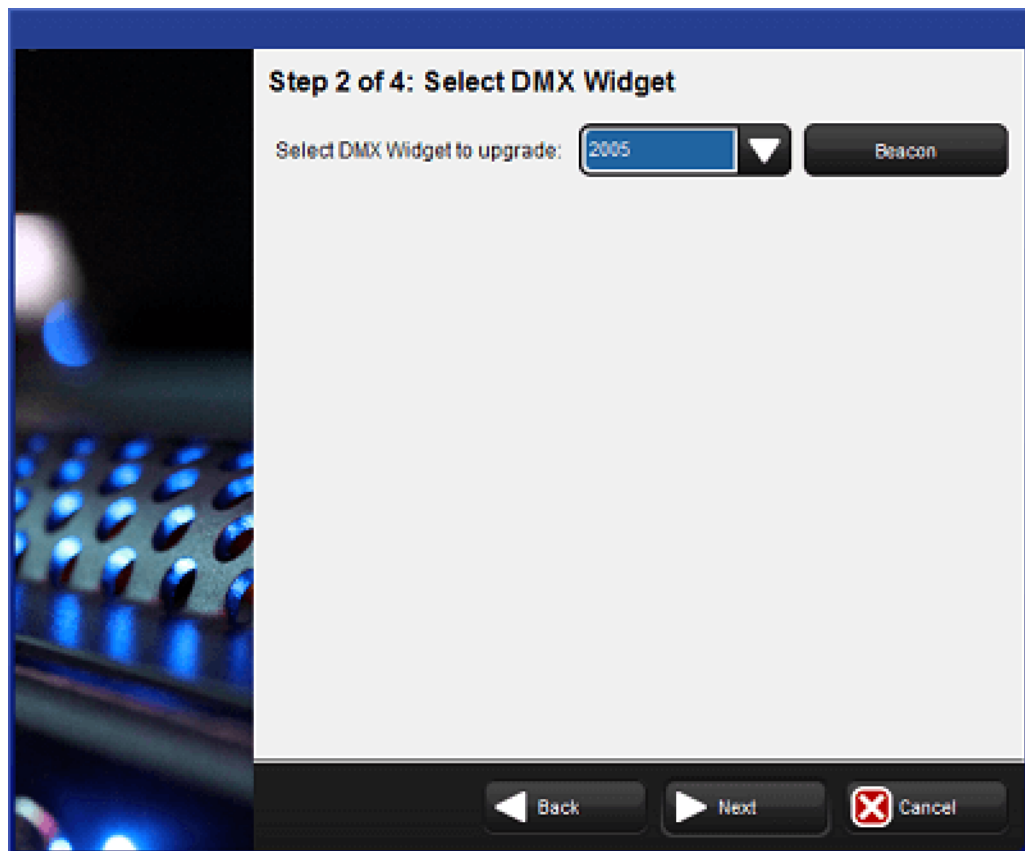 Step 2 of 4: Select DMX Widget
Select DMX Widget to upgrade: 2005 Beacon
Back Next Cancel